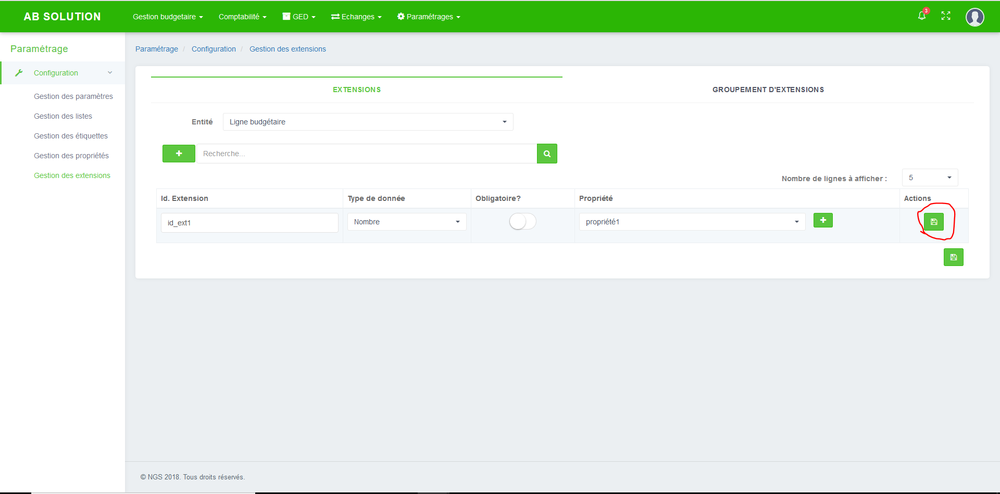 AB SOLUTION Gestion budgetaire Comptabilité GED Echanges Paramétrages 3
Paramétrage
Configuration
Gestion des paramètres
Gestion des listes
Gestion des étiquettes
Gestion des propriétés
Gestion des extensions
Paramétrage / Configuration / Gestion des extensions
EXTENSIONS GROUPEMENT D'EXTENSIONS
Entité Ligne budgétaire
Recherche...
Nombre de lignes à afficher : 5
Id. Extension Type de donnée Obligatoire? Propriété Actions
id_ext1 Nombre propriété1
© NGS 2018. Tous droits réservés.